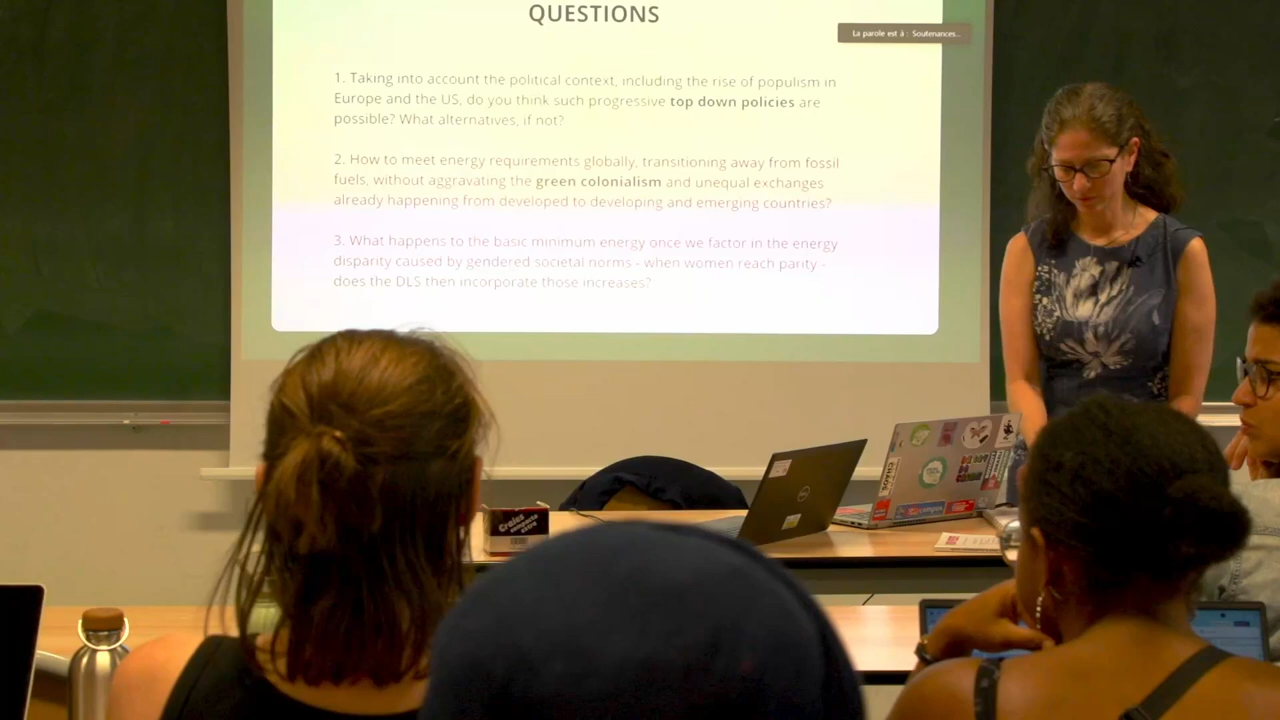 QUESTIONS
La parole est à : Soutenances...
1. Taking into account the political context, including the rise of populism in
Europe and the US, do you think such progressive top down policies are
possible? What alternatives, if not?
2. How to meet energy requirements globally, transitioning away from fossil
fuels, without aggravating the green colonialism and unequal exchanges
already happening from developed to developing and emerging countries?
3. What happens to the basic minimum energy once we factor in the energy
disparity caused by gendered societal norms - when women reach parity -
does the DLS then incorporate those increases?
CHAOS
DELL
Craies